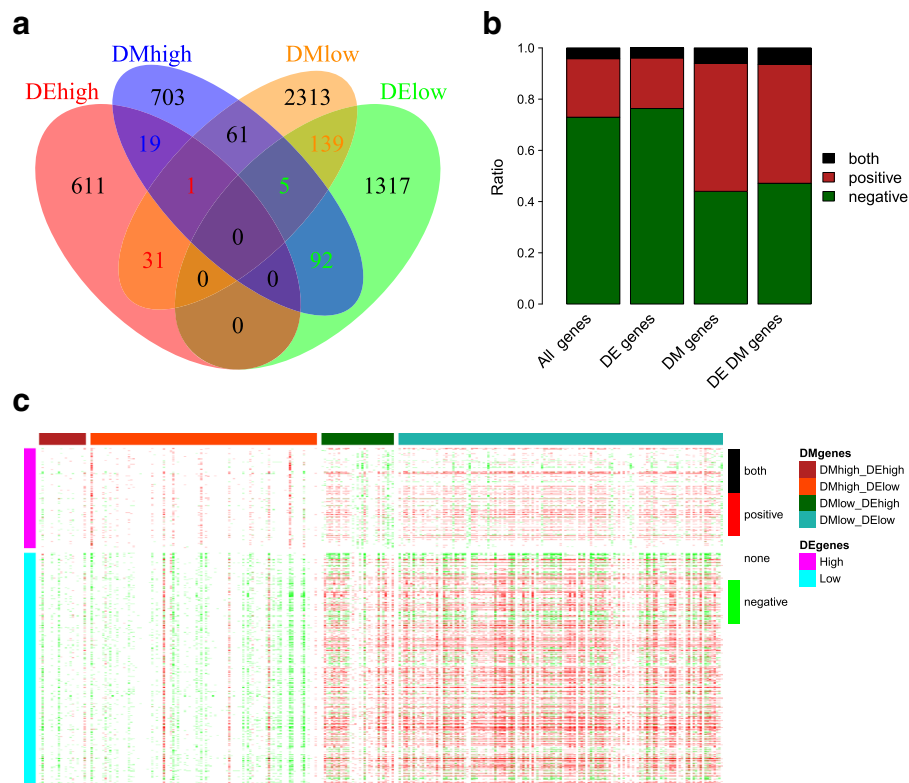 a
DMhigh
DMlow
DEhigh
DElow
703
2313
19
61
139
611
1
5
1317
0
31
0
0
92
0
b
1.0
0.8
0.6
0.4
0.2
0.0
Ratio
All genes
DE genes
DM genes
DE DM genes
both
positive
negative
c
both
positive
none
negative
DMgenes
DMhigh_DEhigh
DMhigh_DElow
DMlow_DEhigh
DMlow_DElow
DEgenes
High
Low